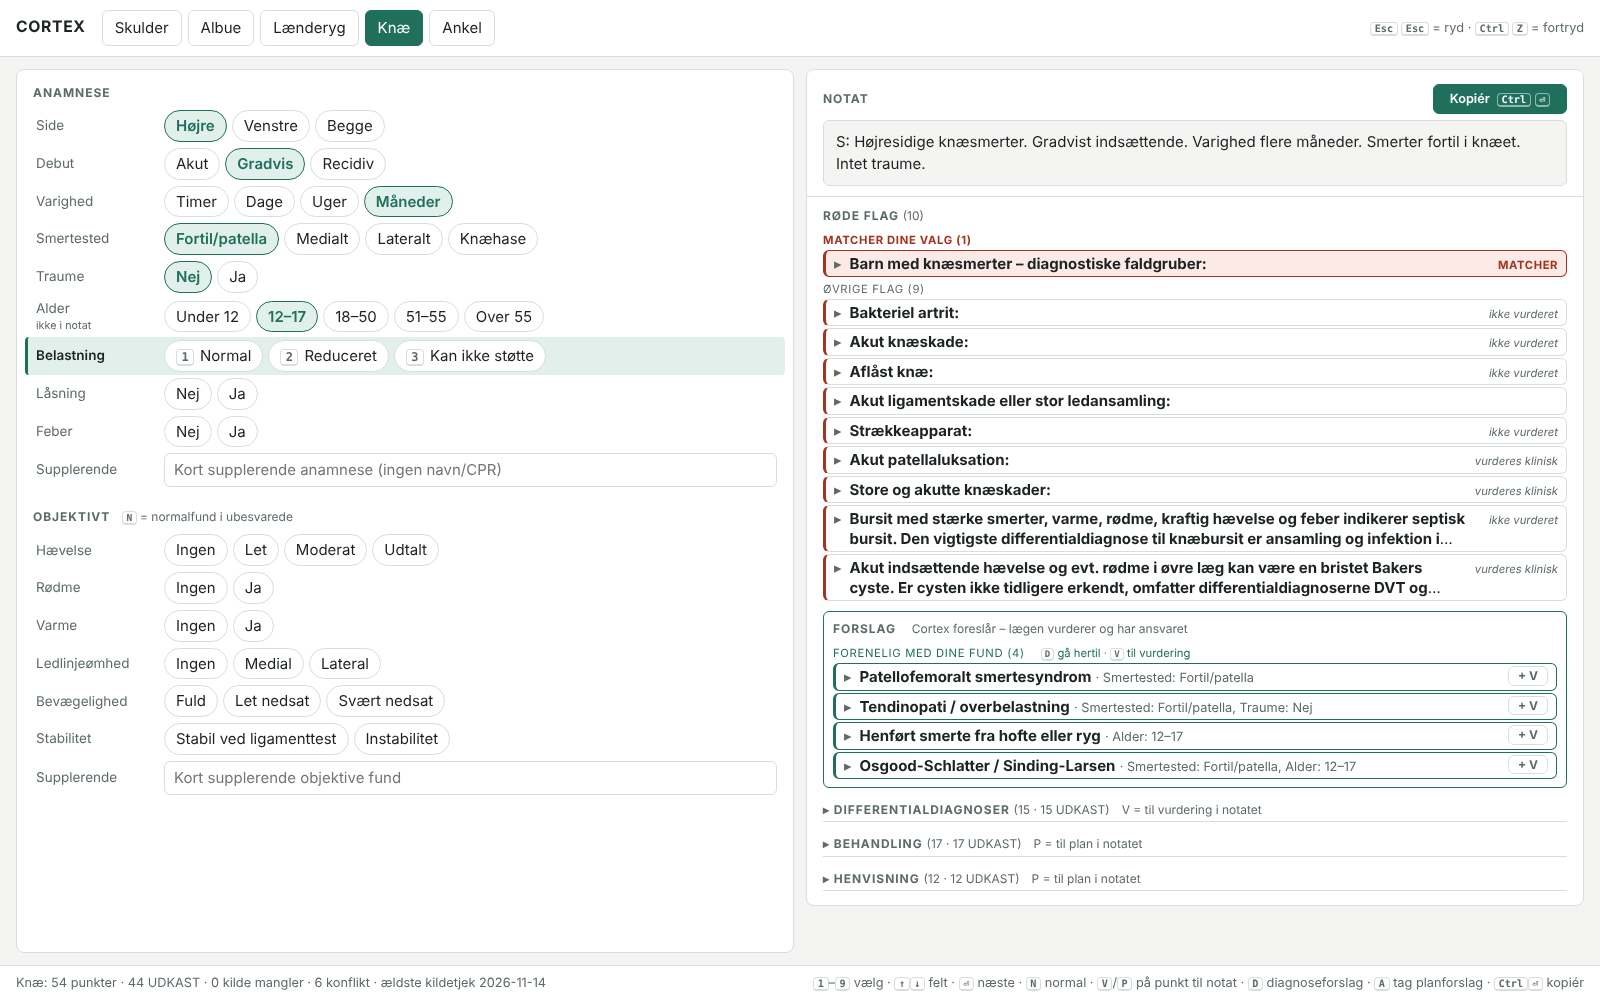 CORTEX Skulder Albue Lænderyg Knæ Ankel Esc Esc = ryd · Ctrl Z = fortryd
ANAMNESE
Side Højre Venstre Begge
Debut Akut Gradvis Recidiv
Varighed Timer Dage Uger Måneder
Smertested Fortil/patella Medialt Lateralt Knæhase
Traume Nej Ja
Alder
ikke i notat
Under 12 12–17 18–50 51–55 Over 55
Belastning 1 Normal 2 Reduceret 3 Kan ikke støtte
Låsning Nej Ja
Feber Nej Ja
Supplerende Kort supplerende anamnese (ingen navn/CPR)
OBJEKTIVT N = normalfund i ubesvarede
Hævelse Ingen Let Moderat Udtalt
Rødme Ingen Ja
Varme Ingen Ja
Ledlinjeømhed Ingen Medial Lateral
Bevægelighed Fuld Let nedsat Svært nedsat
Stabilitet Stabil ved ligamenttest Instabilitet
Supplerende Kort supplerende objektive fund
NOTAT Kopiér Ctrl ⏎
S: Højresidige knæsmerter. Gradvist indsættende. Varighed flere måneder. Smerter fortil i knæet.
Intet traume.
RØDE FLAG (10)
MATCHER DINE VALG (1)
▸ Barn med knæsmerter – diagnostiske faldgruber: MATCHER
ØVRIGE FLAG (9)
▸ Bakteriel artrit: ikke vurderet
▸ Akut knæskade: ikke vurderet
▸ Aflåst knæ: ikke vurderet
▸ Akut ligamentskade eller stor ledansamling:
▸ Strækkeapparat: ikke vurderet
▸ Akut patellaluksation: vurderes klinisk
▸ Store og akutte knæskader: vurderes klinisk
▸ Bursit med stærke smerter, varme, rødme, kraftig hævelse og feber indikerer septisk ikke vurderet
bursit. Den vigtigste differentialdiagnose til knæbursit er ansamling og infektion i...
▸ Akut indsættende hævelse og evt. rødme i øvre læg kan være en bristet Bakers vurderes klinisk
cyste. Er cysten ikke tidligere erkendt, omfatter differentialdiagnoserne DVT og...
FORSLAG Cortex foreslår – lægen vurderer og har ansvaret
FORENELIG MED DINE FUND (4) D gå hertil · V til vurdering
▸ Patellofemoralt smertesyndrom · Smertested: Fortil/patella + V
▸ Tendinopati / overbelastning · Smertested: Fortil/patella, Traume: Nej + V
▸ Henført smerte fra hofte eller ryg · Alder: 12–17 + V
▸ Osgood-Schlatter / Sinding-Larsen · Smertested: Fortil/patella, Alder: 12–17 + V
▸ DIFFERENTIALDIAGNOSER (15 · 15 UDKAST) V = til vurdering i notatet
▸ BEHANDLING (17 · 17 UDKAST) P = til plan i notatet
▸ HENVISNING (12 · 12 UDKAST) P = til plan i notatet
Knæ: 54 punkter · 44 UDKAST · 0 kilde mangler · 6 konflikt · ældste kildetjek 2026-11-14
1–9 vælg · ↑↓ felt · ⏎ næste · N normal · V/P på punkt til notat · D diagnoseforslag · A tag planforslag · Ctrl⏎ kopiér